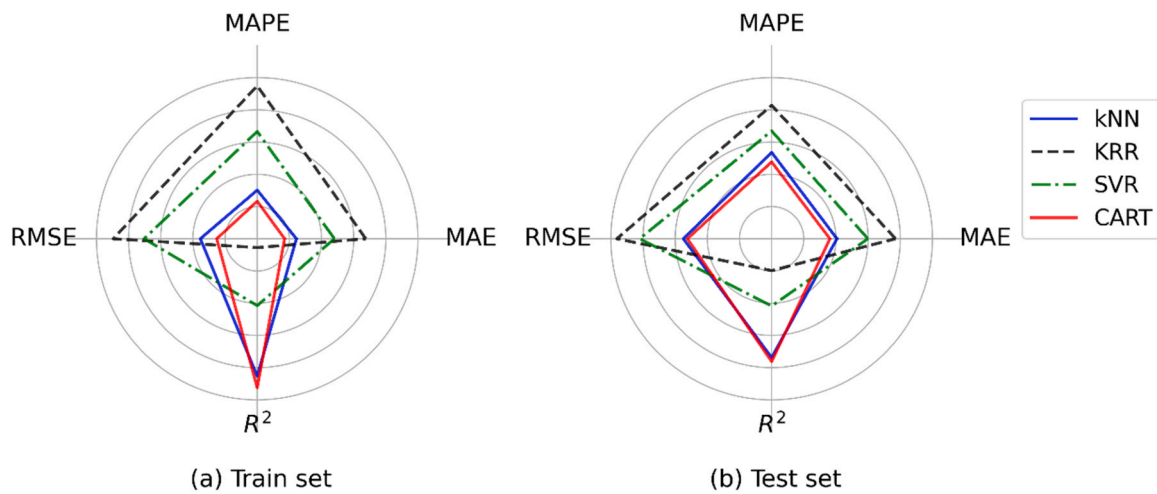 MAPE
RMSE
MAE
R²
(a) Train set
MAPE
RMSE
MAE
R²
(b) Test set
kNN
KRR
SVR
CART